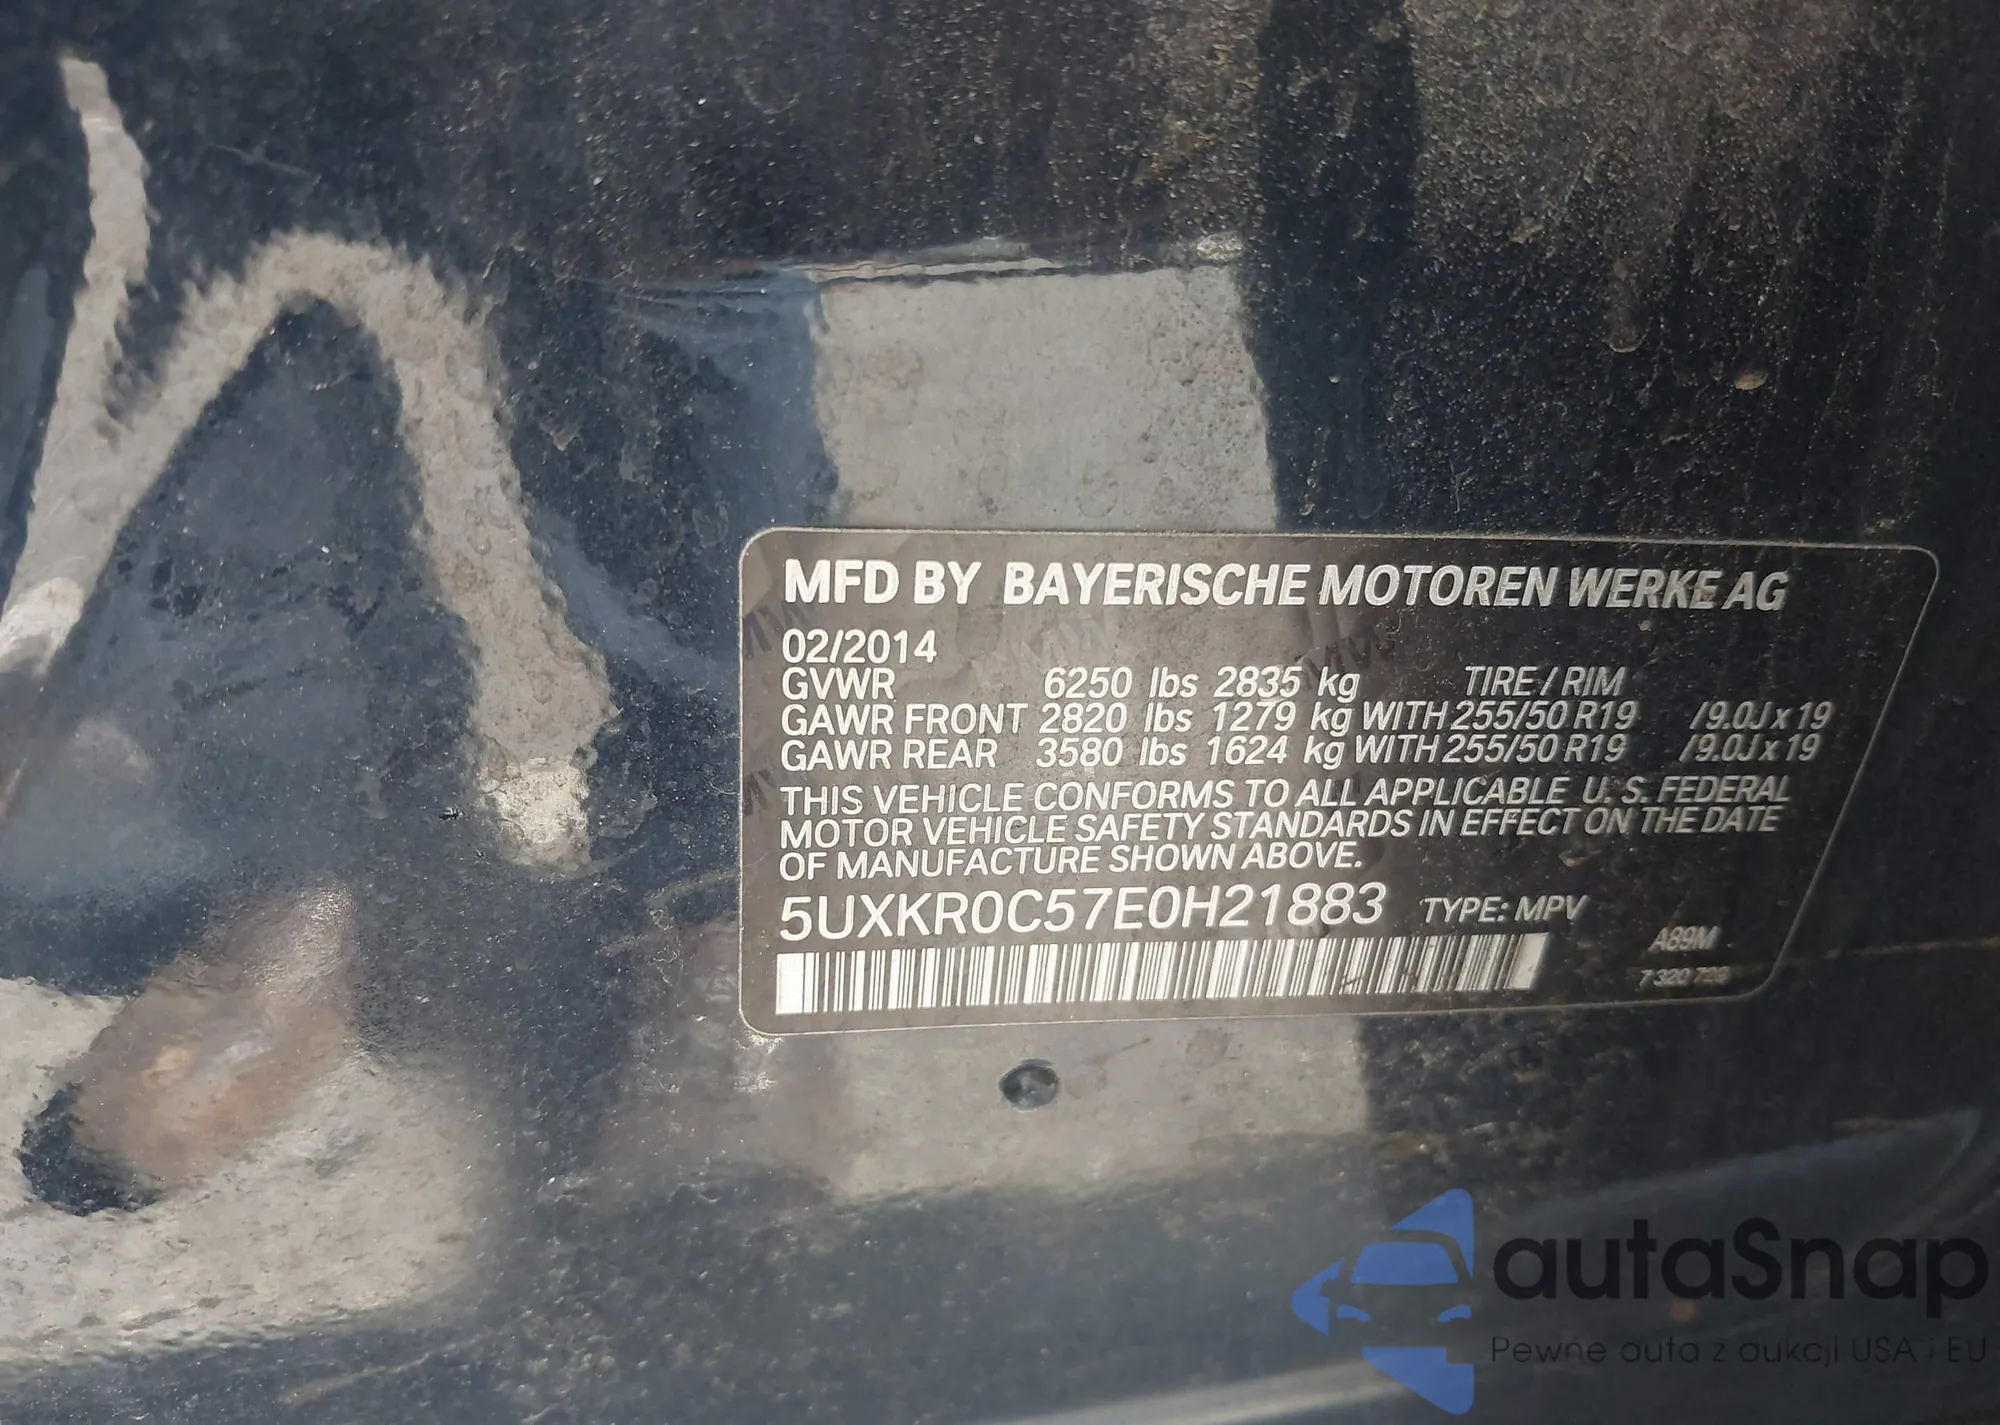 MFD BY BAYERISCHE MOTOREN WERKE AG
02/2014
GVWR 6250 lbs 2835 kg TIRE / RIM
GAWR FRONT 2820 lbs 1279 kg WITH 255/50 R19 / 9.0J x 19
GAWR REAR 3580 lbs 1624 kg WITH 255/50 R19 / 9.0J x 19
THIS VEHICLE CONFORMS TO ALL APPLICABLE U. S. FEDERAL
MOTOR VEHICLE SAFETY STANDARDS IN EFFECT ON THE DATE
OF MANUFACTURE SHOWN ABOVE.
5UXKR0C57E0H21883 TYPE: MPV
A89M
7 320
autaSnap
Pewne auta z aukcji USA i EU